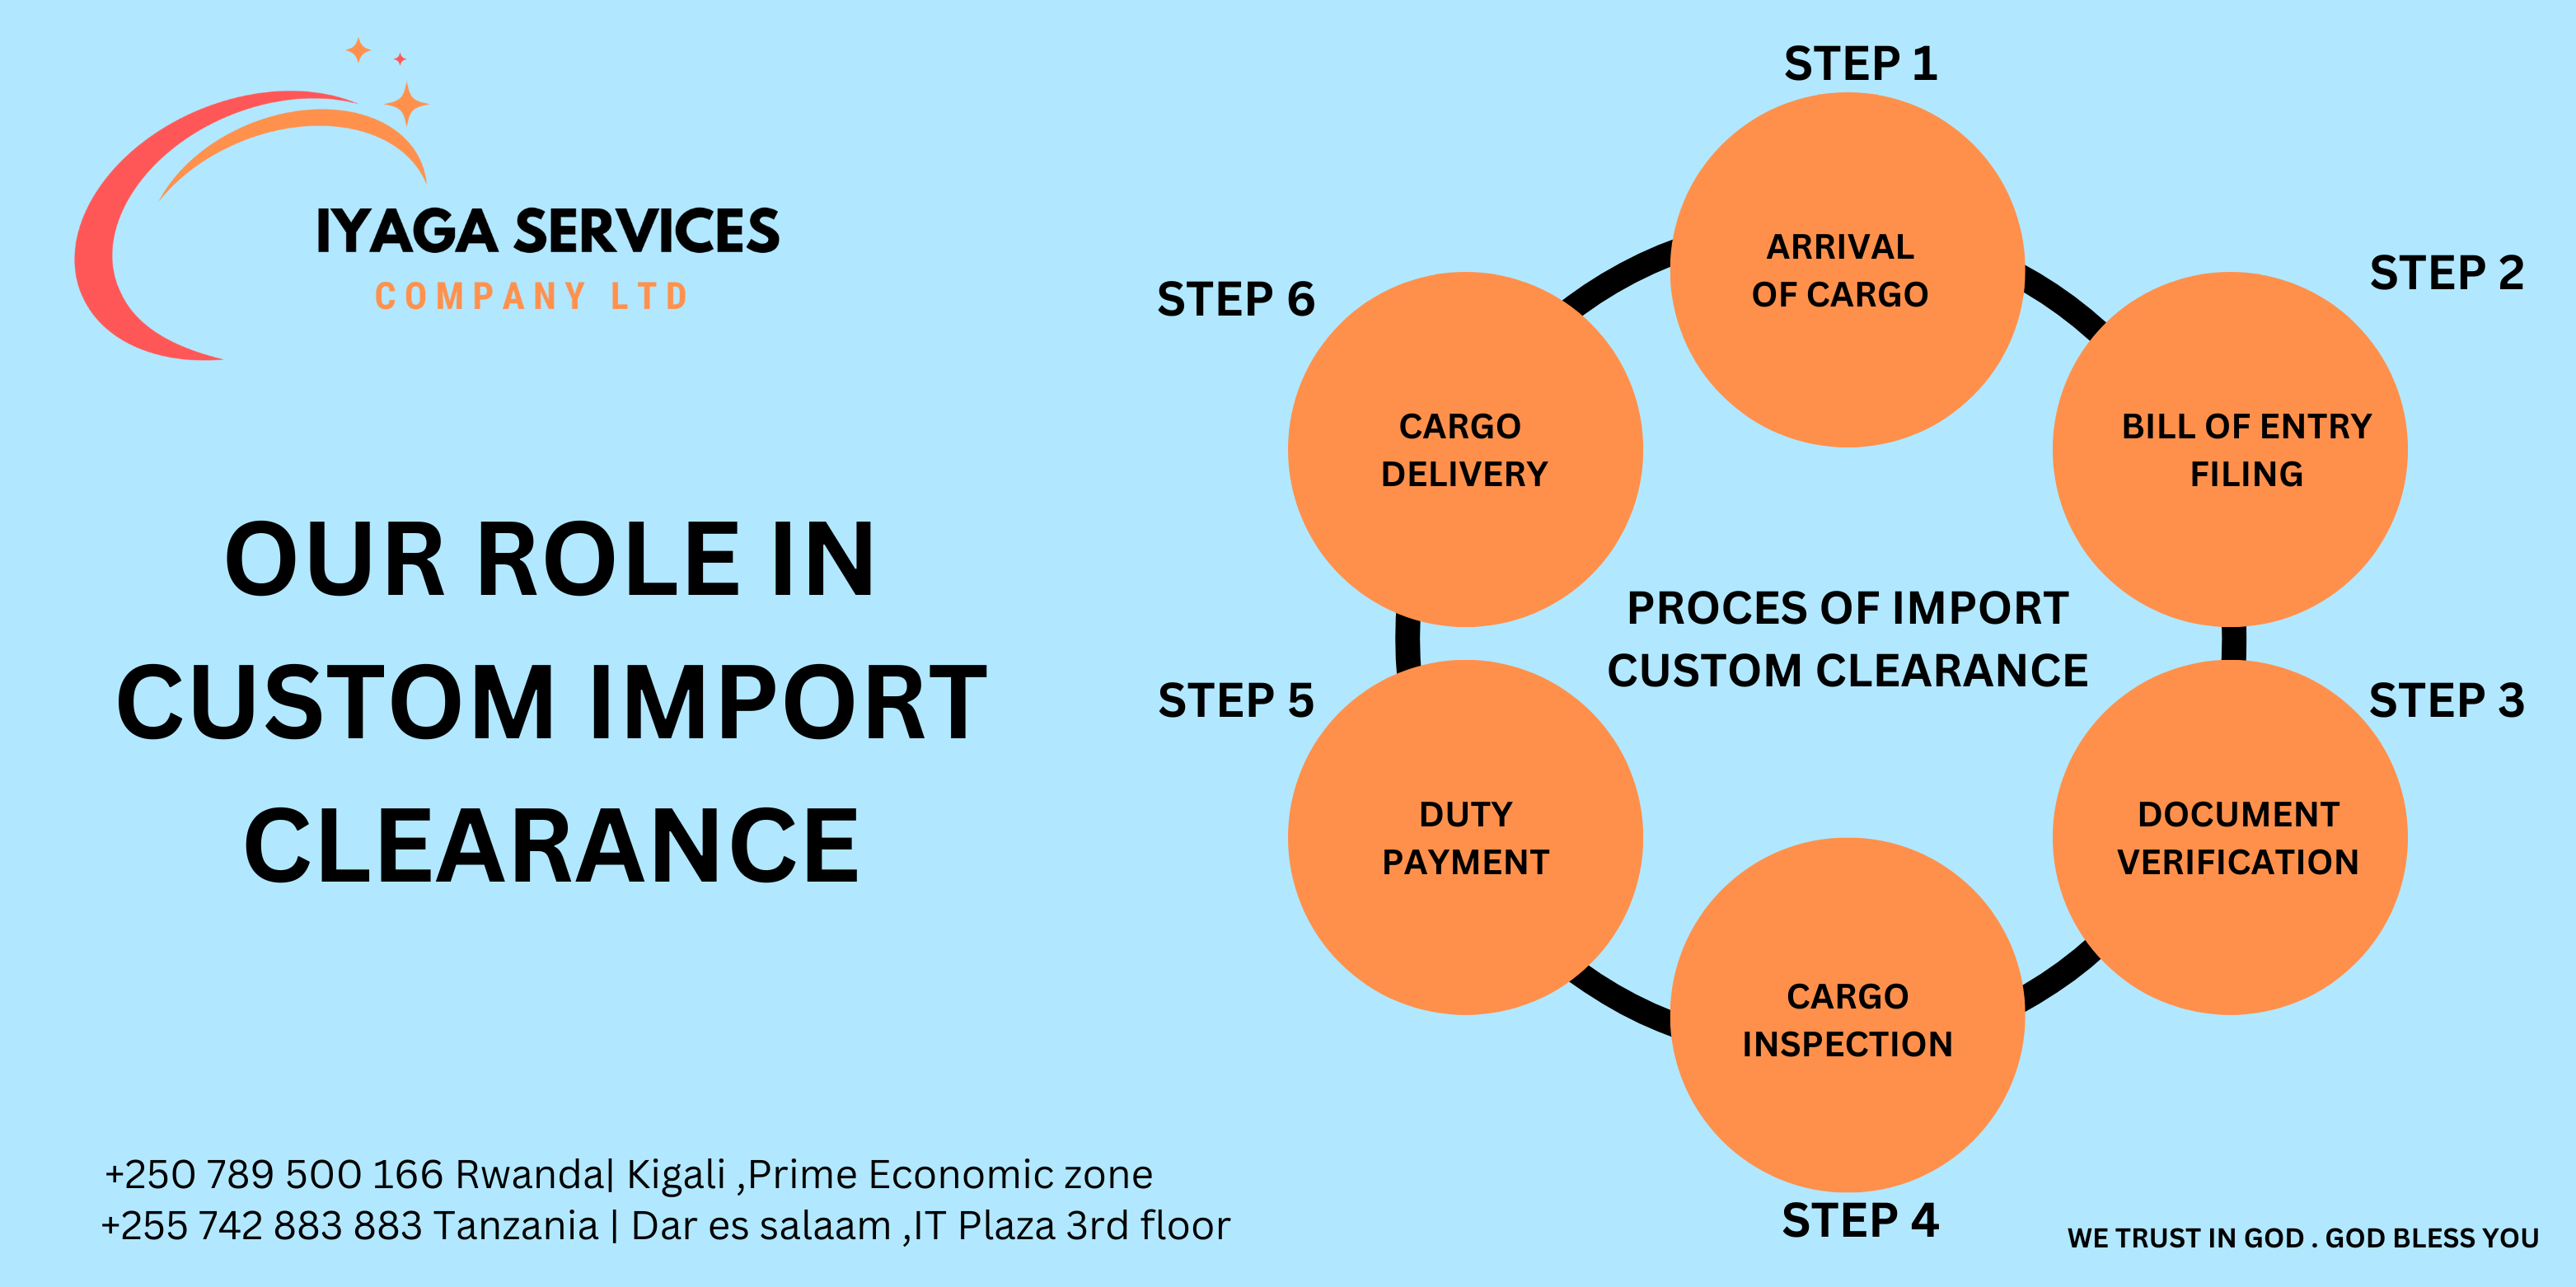 IYAGA SERVICES
COMPANY LTD
OUR ROLE IN
CUSTOM IMPORT
CLEARANCE
+250 789 500 166 Rwanda| Kigali ,Prime Economic zone
+255 742 883 883 Tanzania | Dar es salaam ,IT Plaza 3rd floor
PROCES OF IMPORT
CUSTOM CLEARANCE
STEP 1
ARRIVAL
OF CARGO
STEP 2
BILL OF ENTRY
FILING
STEP 3
DOCUMENT
VERIFICATION
STEP 4
CARGO
INSPECTION
STEP 5
DUTY
PAYMENT
STEP 6
CARGO
DELIVERY
WE TRUST IN GOD . GOD BLESS YOU